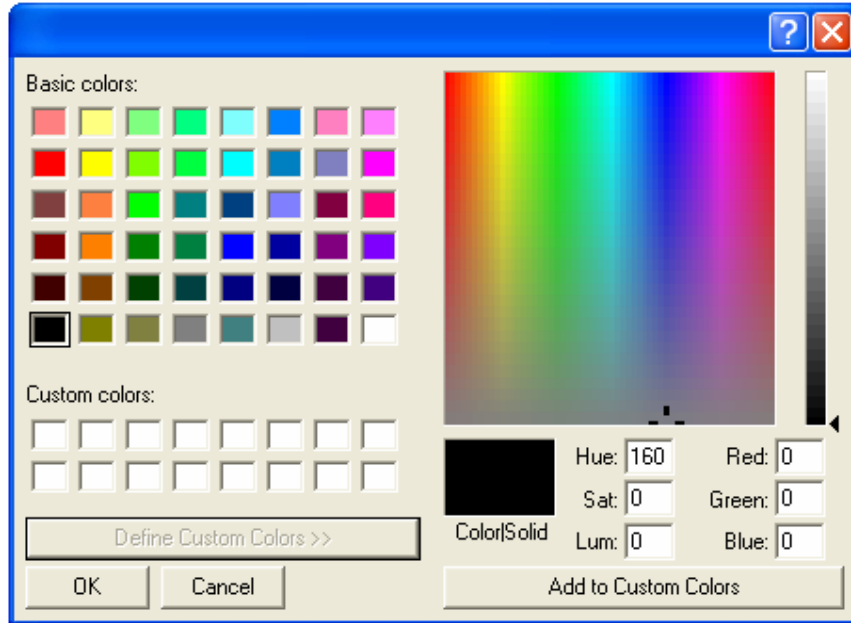 Basic colors:
Custom colors:
Define Custom Colors >>
OK Cancel
Color|Solid
Hue: 160 Red: 0
Sat: 0 Green: 0
Lum: 0 Blue: 0
Add to Custom Colors